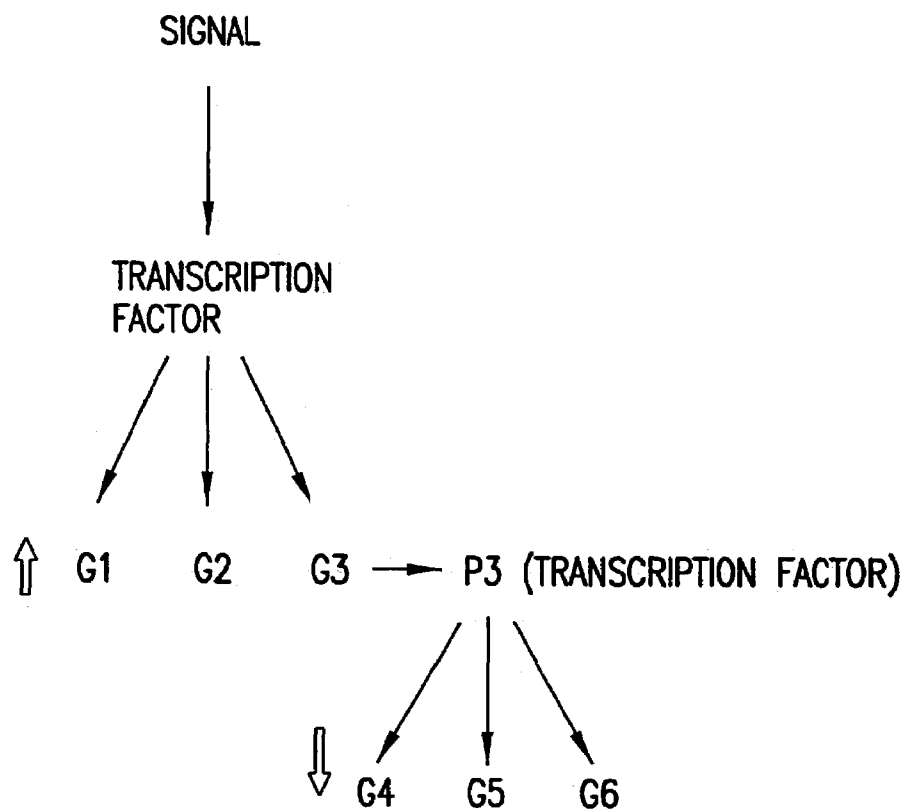 SIGNAL
TRANSCRIPTION
FACTOR
G1 G2 G3 P3 (TRANSCRIPTION FACTOR)
G4 G5 G6